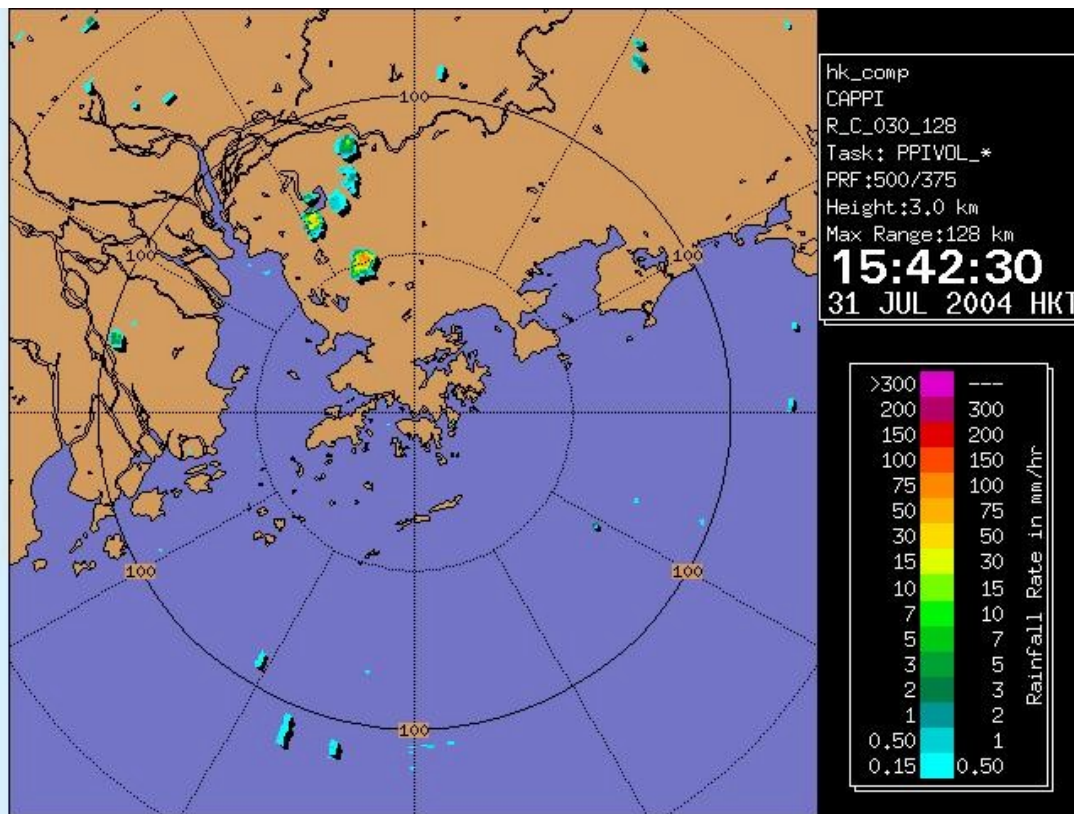 hk_comp
CAPPI
R_C_030_128
Task: PPIVOL_*
PRF:500/375
Height:3.0 km
Max Range:128 km
15:42:30
31 JUL 2004 HKT
100
100
100
100
100
100
>300 ---
200 300
150 200
100 150
75 100
50 75
30 50
15 30
10 15
7 10
5 7
3 5
2 3
1 2
0.50 1
0.15 0.50
Rainfall Rate in mm/hr